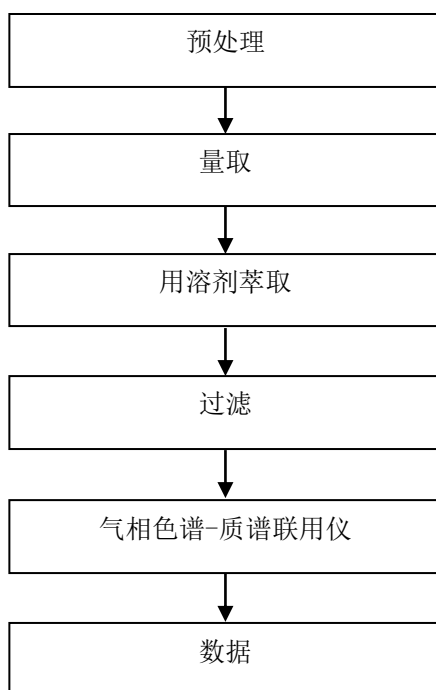 预处理
量取
用溶剂萃取
过滤
气相色谱-质谱联用仪
数据